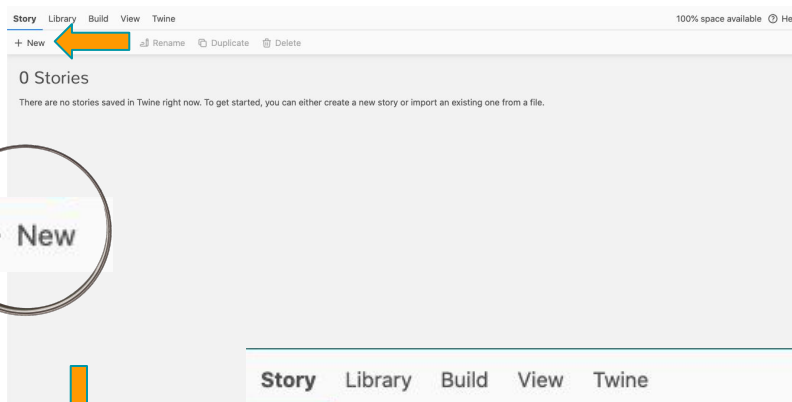 Story Library Build View Twine 100% space available He
+ New Rename Duplicate Delete
0 Stories
There are no stories saved in Twine right now. To get started, you can either create a new story or import an existing one from a file.
New
Story Library Build View Twine